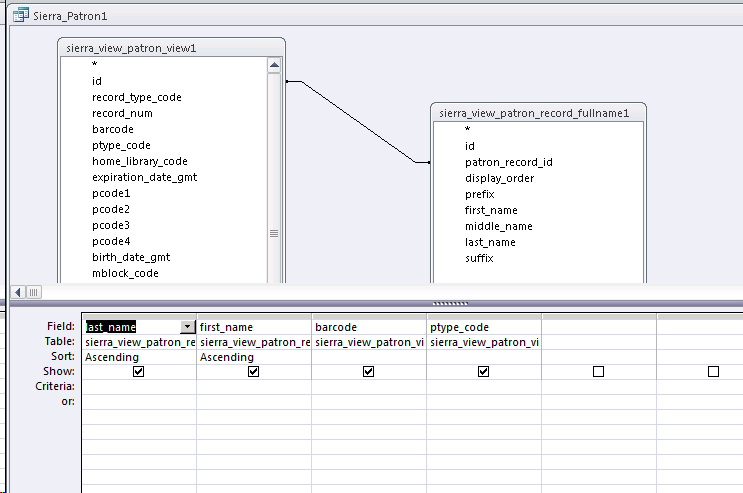 Sierra_Patron1
sierra_view_patron_view1
*
id
record_type_code
record_num
barcode
ptype_code
home_library_code
expiration_date_gmt
pcode1
pcode2
pcode3
pcode4
birth_date_gmt
mblock_code
sierra_view_patron_record_fullname1
*
id
patron_record_id
display_order
prefix
first_name
middle_name
last_name
suffix
Field: last_name first_name barcode ptype_code
Table: sierra_view_patron_re sierra_view_patron_re sierra_view_patron_vi sierra_view_patron_vi
Sort: Ascending Ascending
Show:
Criteria:
or: